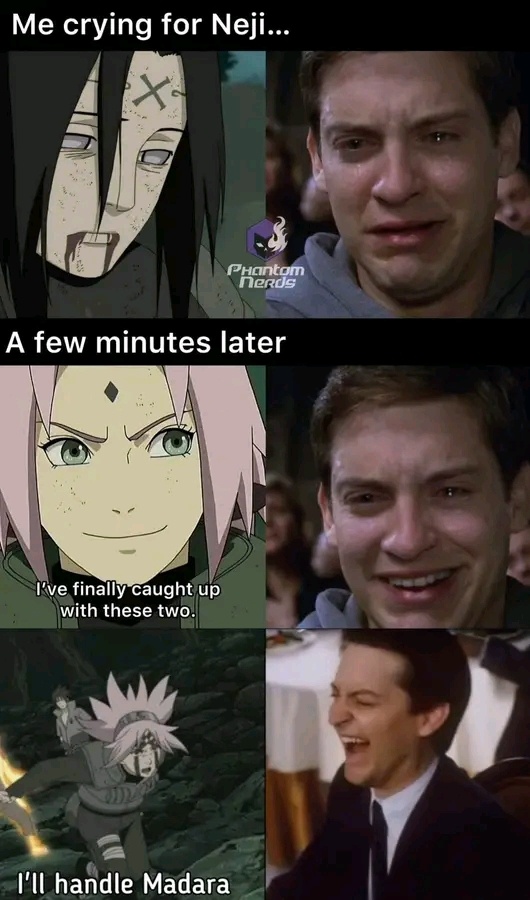 Me crying for Neji...
PHantom
Nerds
A few minutes later
I've finally caught up
with these two.
I'll handle Madara